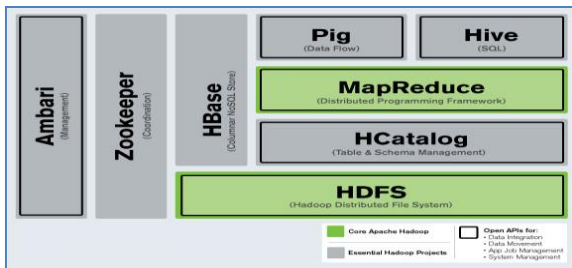 Ambari
(Management)
Zookeeper
(Coordination)
HBase
(Columnar NoSQL Store)
Pig
(Data Flow)
Hive
(SQL)
MapReduce
(Distributed Programming Framework)
HCatalog
(Table & Schema Management)
HDFS
(Hadoop Distributed File System)
Core Apache Hadoop
Essential Hadoop Projects
Open APIs for:
• Data Integration
• Data Movement
• App Job Management
• System Management